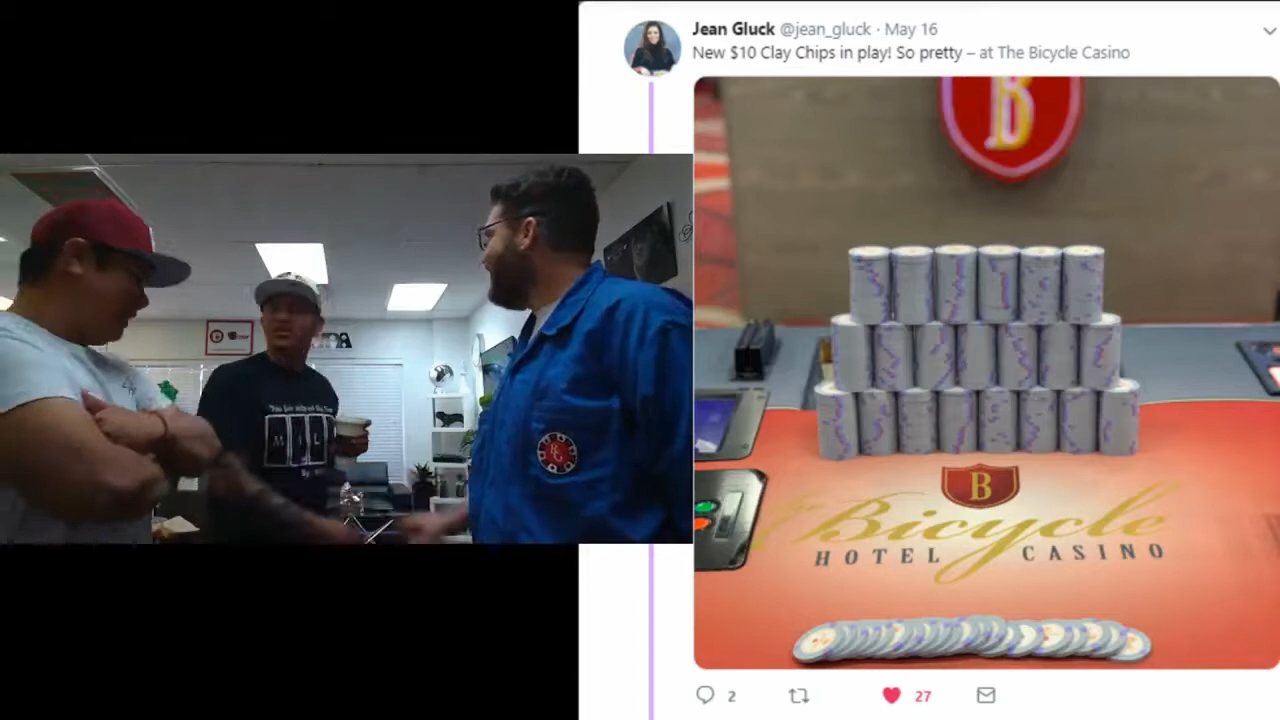 Jean Gluck @jean_gluck · May 16
New $10 Clay Chips in play! So pretty – at The Bicycle Casino
B
B
Bicycle
HOTEL CASINO
2
27